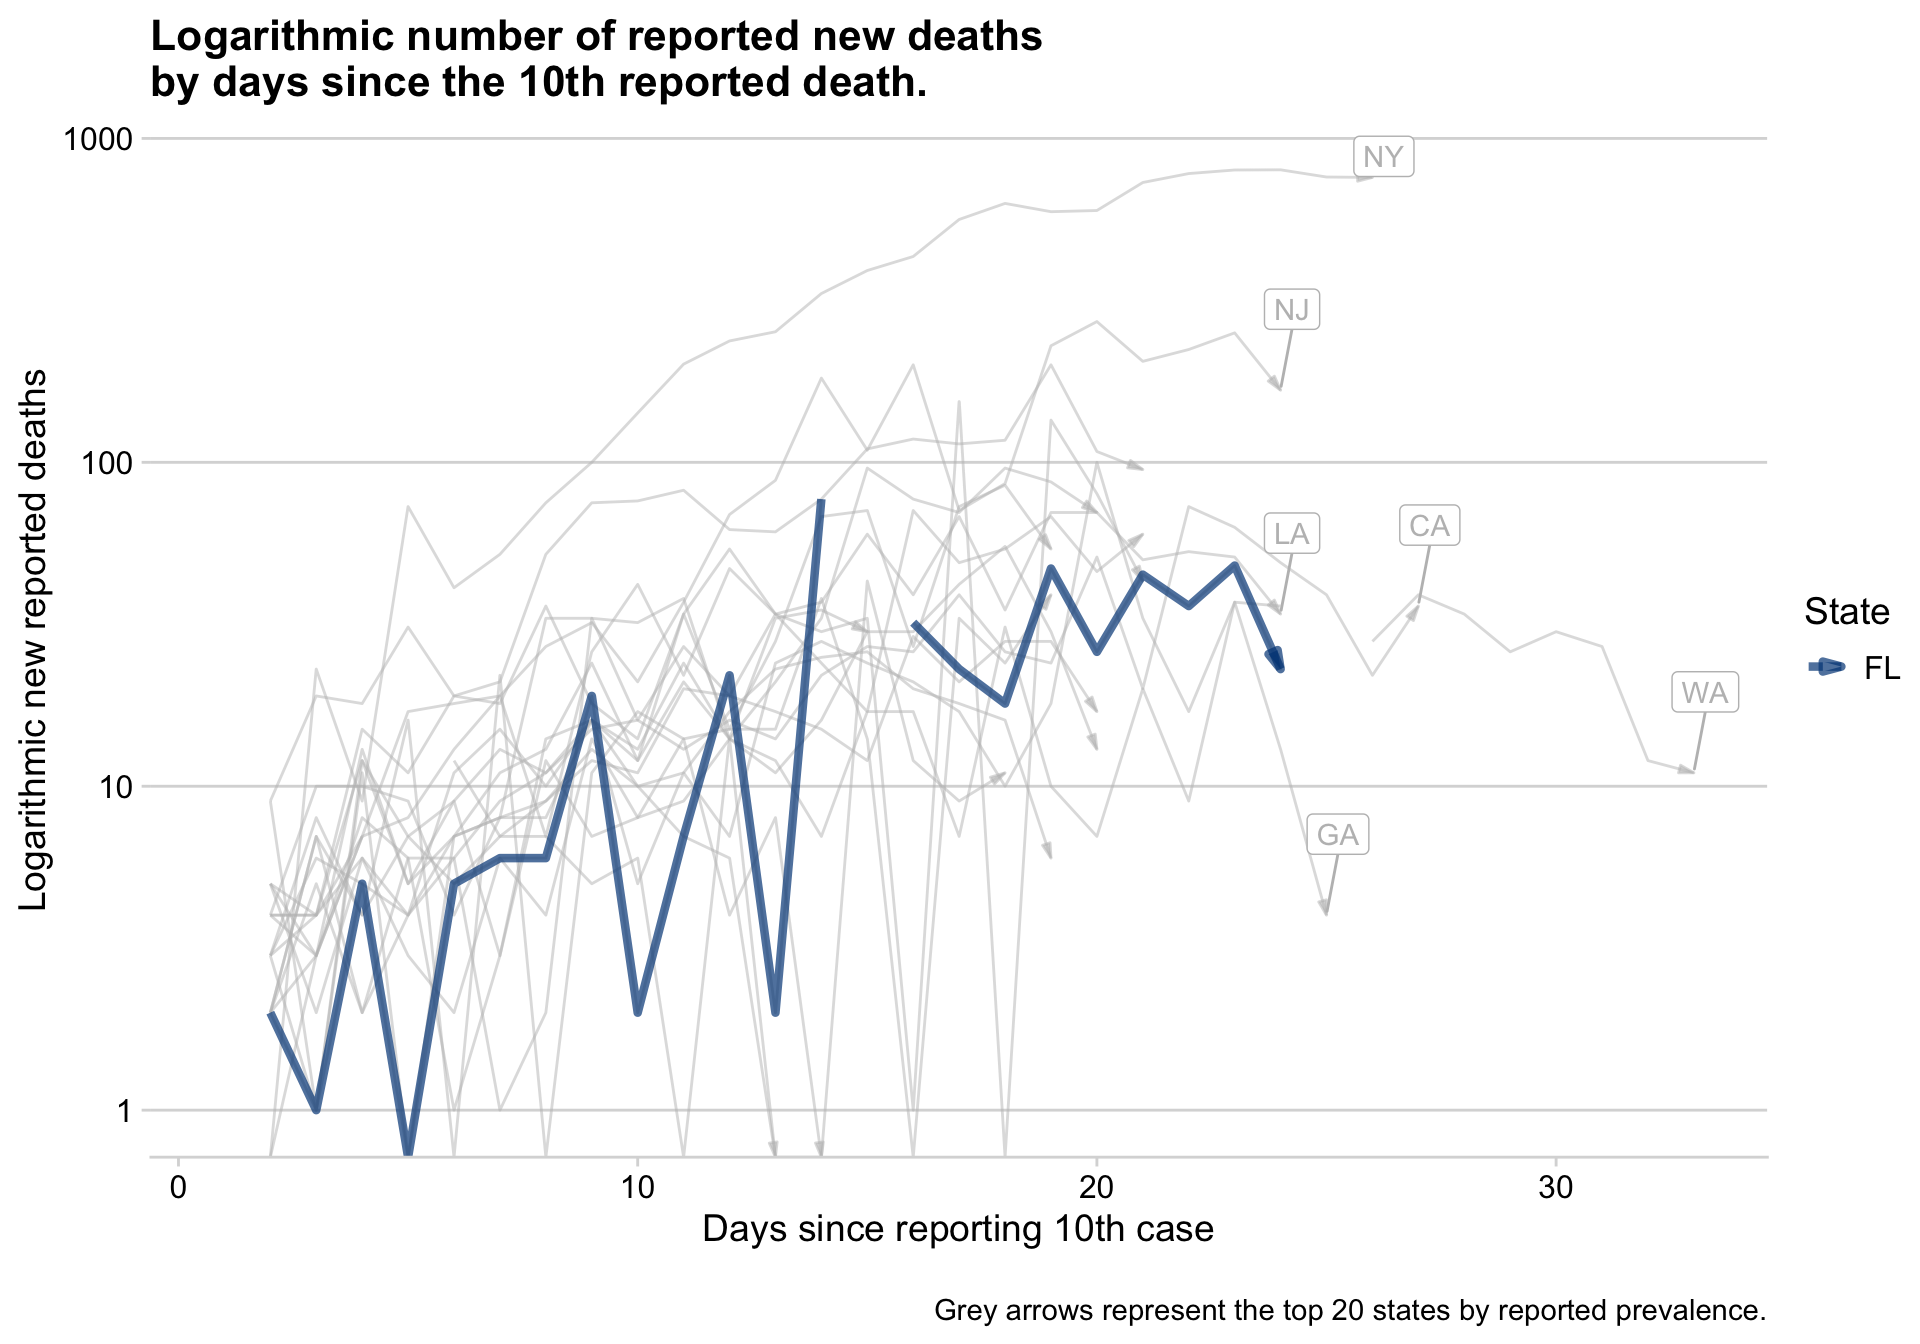 Logarithmic number of reported new deaths
by days since the 10th reported death.
1000
100
10
1
Logarithmic new reported deaths
NY
NJ
LA
CA
WA
GA
State
FL
0
10
20
30
Days since reporting 10th case
Grey arrows represent the top 20 states by reported prevalence.